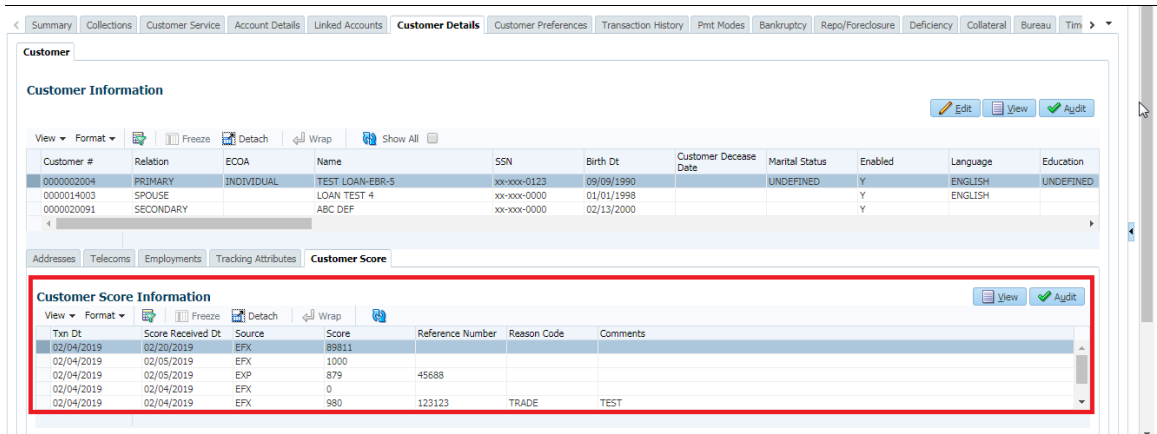 Summary Collections Customer Service Account Details Linked Accounts Customer Details Customer Preferences Transaction History Pmt Modes Bankruptcy Repo/Foreclosure Deficiency Collateral Bureau Tim
Customer
Customer Information
Edit View Audit
View Format Freeze Detach Wrap Show All
Customer # Relation ECOA Name SSN Birth Dt Customer Decease Date Marital Status Enabled Language Education
0000002004 PRIMARY INDIVIDUAL TEST LOAN-EBR-5 xx-xxx-0123 09/09/1990 UNDEFINED Y ENGLISH UNDEFINED
0000014003 SPOUSE LOAN TEST 4 xx-xxx-0000 01/01/1998 Y ENGLISH
0000020091 SECONDARY ABC DEF xx-xxx-0000 02/13/2000 Y
Addresses Telecoms Employments Tracking Attributes Customer Score
Customer Score Information
View Audit
View Format Freeze Detach Wrap
Txn Dt Score Received Dt Source Score Reference Number Reason Code Comments
02/04/2019 02/20/2019 EFX 89811
02/04/2019 02/05/2019 EFX 1000
02/04/2019 02/05/2019 EXP 879 45688
02/04/2019 02/04/2019 EFX 0
02/04/2019 02/04/2019 EFX 980 123123 TRADE TEST